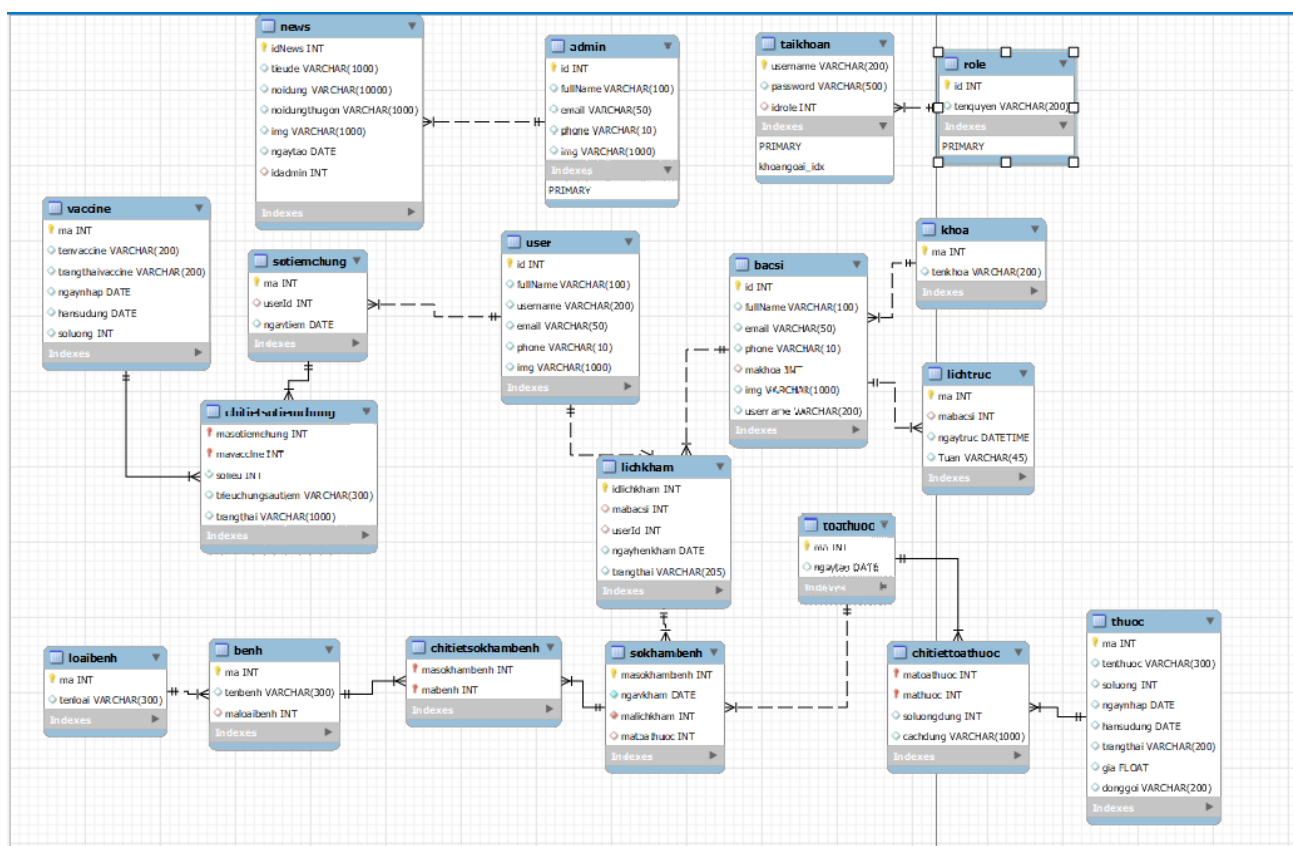 news
idNews INT
tieude VARCHAR(1000)
noidung VARCHAR(10000)
noidungthugon VARCHAR(1000)
img VARCHAR(1000)
ngaytao DATE
idadmin INT
Indexes
admin
id INT
fullName VARCHAR(100)
email VARCHAR(50)
phone VARCHAR(10)
img VARCHAR(1000)
Indexes
PRIMARY
taikhoan
username VARCHAR(200)
password VARCHAR(500)
idrole INT
Indexes
PRIMARY
khoangoai_idx
role
id INT
tenquyen VARCHAR(200)
Indexes
PRIMARY
vaccine
ma INT
tenvaccine VARCHAR(200)
trangthaivaccine VARCHAR(200)
ngaynhap DATE
hansudung DATE
soluong INT
Indexes
sotiemchung
ma INT
userId INT
ngaytiem DATE
Indexes
user
id INT
fullName VARCHAR(100)
username VARCHAR(200)
email VARCHAR(50)
phone VARCHAR(10)
img VARCHAR(1000)
Indexes
bacsi
id INT
fullName VARCHAR(100)
email VARCHAR(50)
phone VARCHAR(10)
makhoa INT
img VARCHAR(1000)
username VARCHAR(200)
Indexes
khoa
ma INT
tenkhoa VARCHAR(200)
Indexes
lichtruc
ma INT
mabacsi INT
ngaytruc DATETIME
Tuan VARCHAR(45)
Indexes
chitietsotiemchung
masotiemchung INT
mavaccine INT
INT
trieuchungsautiem VARCHAR(300)
trangthai VARCHAR(1000)
Indexes
lichkham
idlichkham INT
mabacsi INT
userId INT
ngayhenkham DATE
trangthai VARCHAR(205)
Indexes
toathuoc
ma INT
ngaytao DATE
Indexes
loaibenh
ma INT
tenloai VARCHAR(300)
Indexes
benh
ma INT
tenbenh VARCHAR(300)
maloaibenh INT
Indexes
chitietsokhambenh
masokhambenh INT
mabenh INT
Indexes
sokhambenh
masokhambenh INT
ngaykham DATE
malichkham INT
matoathuoc INT
Indexes
chitiettoathuoc
matoathuoc INT
mathuoc INT
soluongdung INT
cachdung VARCHAR(1000)
Indexes
thuoc
ma INT
tenthuoc VARCHAR(300)
soluong INT
ngaynhap DATE
hansudung DATE
trangthai VARCHAR(200)
gia FLOAT
donggoi VARCHAR(200)
Indexes